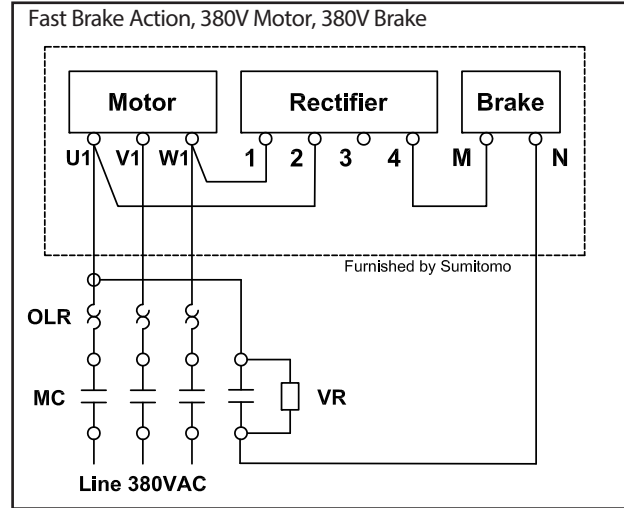 Fast Brake Action, 380V Motor, 380V Brake
Motor Rectifier Brake
U1 V1 W1 1 2 3 4 M N
Furnished by Sumitomo
OLR
MC VR
Line 380VAC